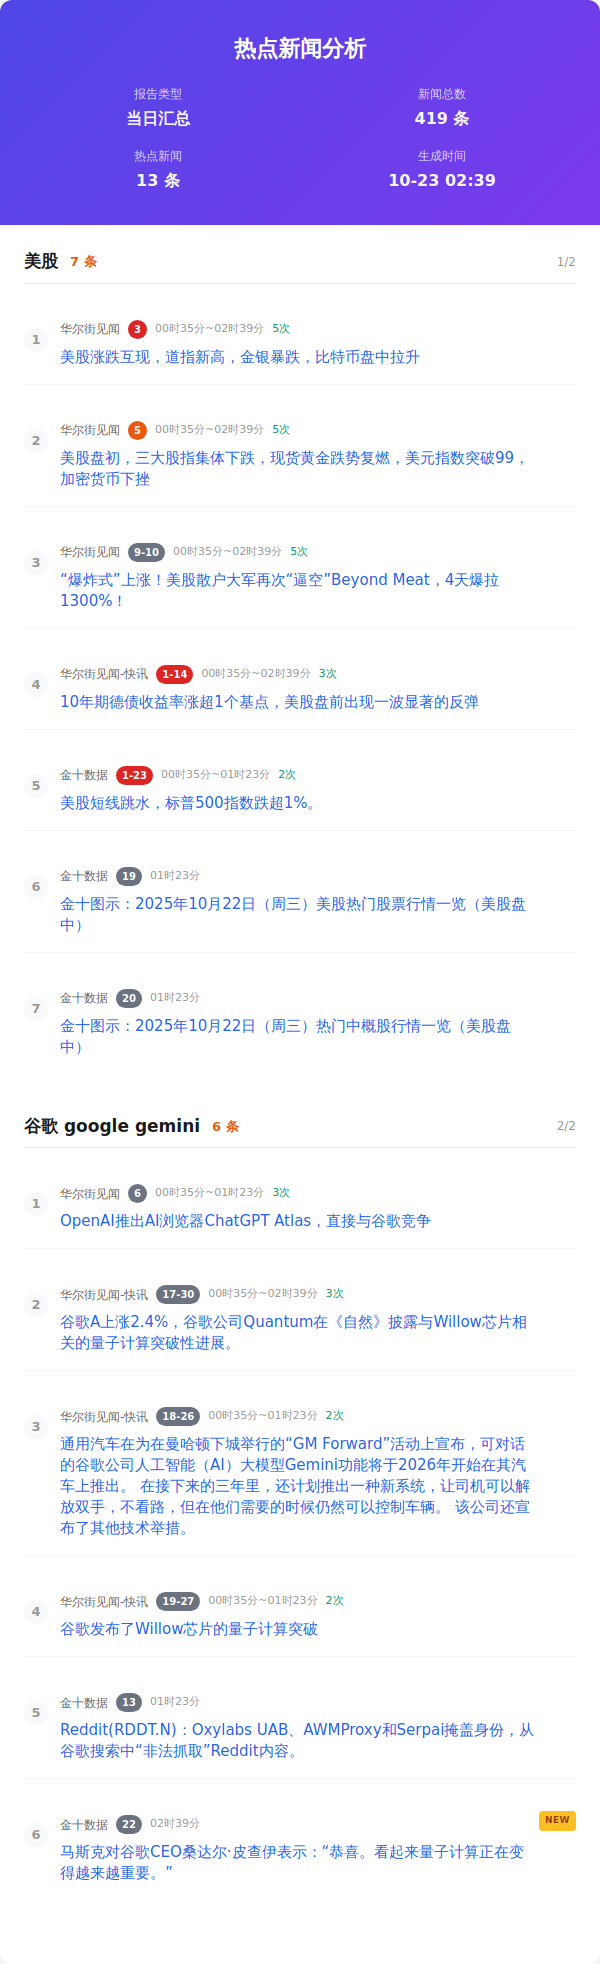 热点新闻分析
报告类型
新闻总数
当日汇总
419 条
热点新闻
生成时间
13 条
10-23 02:39
美股 7 条 1/2
1
华尔街见闻 3 00时35分~02时39分 5次
美股涨跌互现，道指新高，金银暴跌，比特币盘中拉升
2
华尔街见闻 5 00时35分~02时39分 5次
美股盘初，三大股指集体下跌，现货黄金跌势复燃，美元指数突破99，
加密货币下挫
3
华尔街见闻 9-10 00时35分~02时39分 5次
“爆炸式”上涨！美股散户大军再次“逼空”Beyond Meat，4天爆拉
1300%！
4
华尔街见闻-快讯 1-14 00时35分~02时39分 3次
10年期德债收益率涨超1个基点，美股盘前出现一波显著的反弹
5
金十数据 1-23 00时35分~01时23分 2次
美股短线跳水，标普500指数跌超1%。
6
金十数据 19 01时23分
金十图示：2025年10月22日（周三）美股热门股票行情一览（美股盘
中）
7
金十数据 20 01时23分
金十图示：2025年10月22日（周三）热门中概股行情一览（美股盘
中）
谷歌 google gemini 6 条 2/2
1
华尔街见闻 6 00时35分~01时23分 3次
OpenAI推出AI浏览器ChatGPT Atlas，直接与谷歌竞争
2
华尔街见闻-快讯 17-30 00时35分~02时39分 3次
谷歌A上涨2.4%，谷歌公司Quantum在《自然》披露与Willow芯片相
关的量子计算突破性进展。
3
华尔街见闻-快讯 18-26 00时35分~01时23分 2次
通用汽车在为在曼哈顿下城举行的“GM Forward”活动上宣布，可对话
的谷歌公司人工智能（AI）大模型Gemini功能将于2026年开始在其汽
车上推出。 在接下来的三年里，还计划推出一种新系统，让司机可以解
放双手，不看路，但在他们需要的时候仍然可以控制车辆。 该公司还宣
布了其他技术举措。
4
华尔街见闻-快讯 19-27 00时35分~01时23分 2次
谷歌发布了Willow芯片的量子计算突破
5
金十数据 13 01时23分
Reddit(RDDT.N)：Oxylabs UAB、AWMProxy和Serpai掩盖身份，从
谷歌搜索中“非法抓取”Reddit内容。
6
金十数据 22 02时39分 NEW
马斯克对谷歌CEO桑达尔·皮查伊表示：“恭喜。看起来量子计算正在变
得越来越重要。”